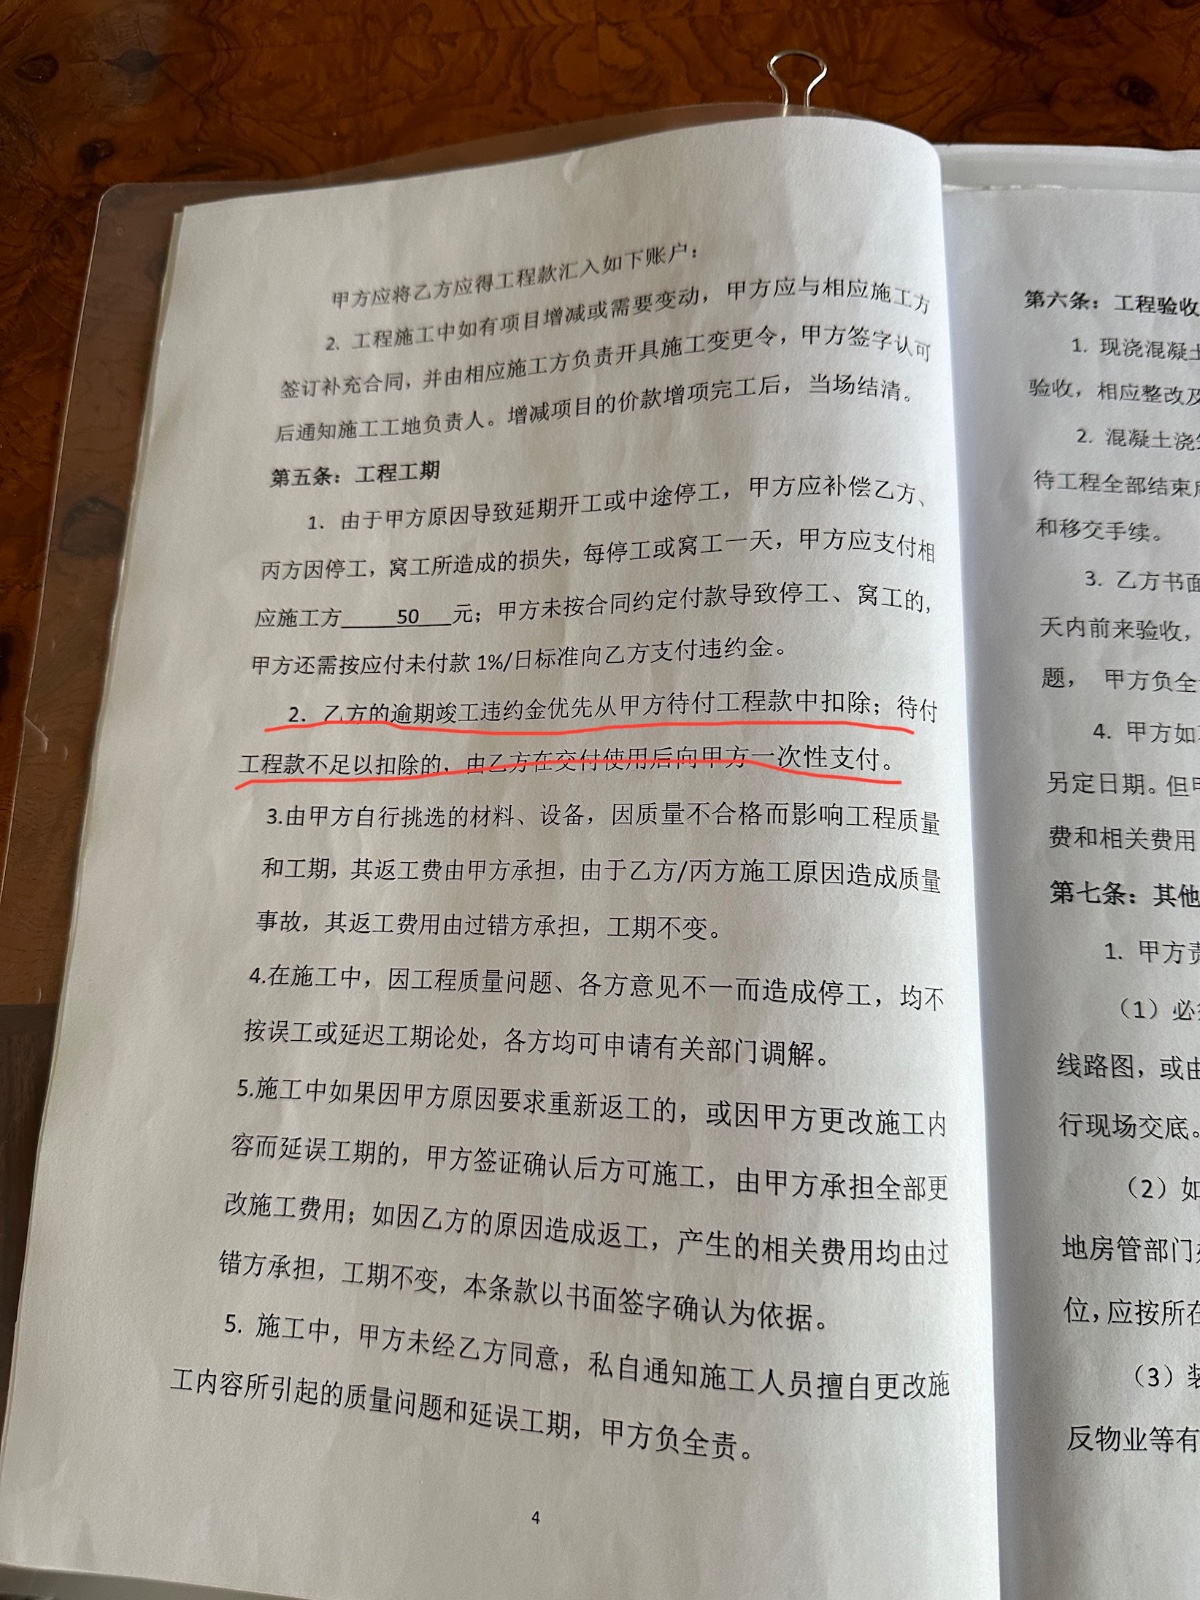 甲方应将乙方应得工程款汇入如下账户：
2、工程施工中如有项目增减或需要变动，甲方应与相应施工方
签订补充合同，并由相应施工方负责开具施工变更令，甲方签字认可
后通知施工工地负责人。增减项目的价款增项完工后，当场结清。
第五条：工程工期
1．由于甲方原因导致延期开工或中途停工，甲方应补偿乙方、
丙方因停工，窝工所造成的损失，每停工或窝工一天，甲方应支付相
应施工方 50 元；甲方未按合同约定付款导致停工、窝工的，
甲方还需按应付未付款 1%/日标准向乙方支付违约金。
2．乙方的逾期竣工违约金优先从甲方待付工程款中扣除；待付
工程款不足以扣除的，由乙方在交付使用后向甲方一次性支付。
3.由甲方自行挑选的材料、设备，因质量不合格而影响工程质量
和工期，其返工费由甲方承担，由于乙方/丙方施工原因造成质量
事故，其返工费用由过错方承担，工期不变。
4.在施工中，因工程质量问题、各方意见不一而造成停工，均不
按误工或延迟工期论处，各方均可申请有关部门调解。
5.施工中如果因甲方原因要求重新返工的，或因甲方更改施工内
容而延误工期的，甲方签证确认后方可施工，由甲方承担全部更
改施工费用；如因乙方的原因造成返工，产生的相关费用均由过
错方承担，工期不变，本条款以书面签字确认为依据。
5. 施工中，甲方未经乙方同意，私自通知施工人员擅自更改施
工内容所引起的质量问题和延误工期，甲方负全责。
4
第六条：工程验收
1. 现浇混凝土
验收，相应整改及
2. 混凝土浇
待工程全部结束
和移交手续。
3. 乙方书面
天内前来验收，
题， 甲方负全
4. 甲方如
另定日期。但
费和相关费用
第七条：其他
1. 甲方责
（1）必
线路图，或由
行现场交底。
（2）如
地房管部门
位，应按所在
（3）装
反物业等有